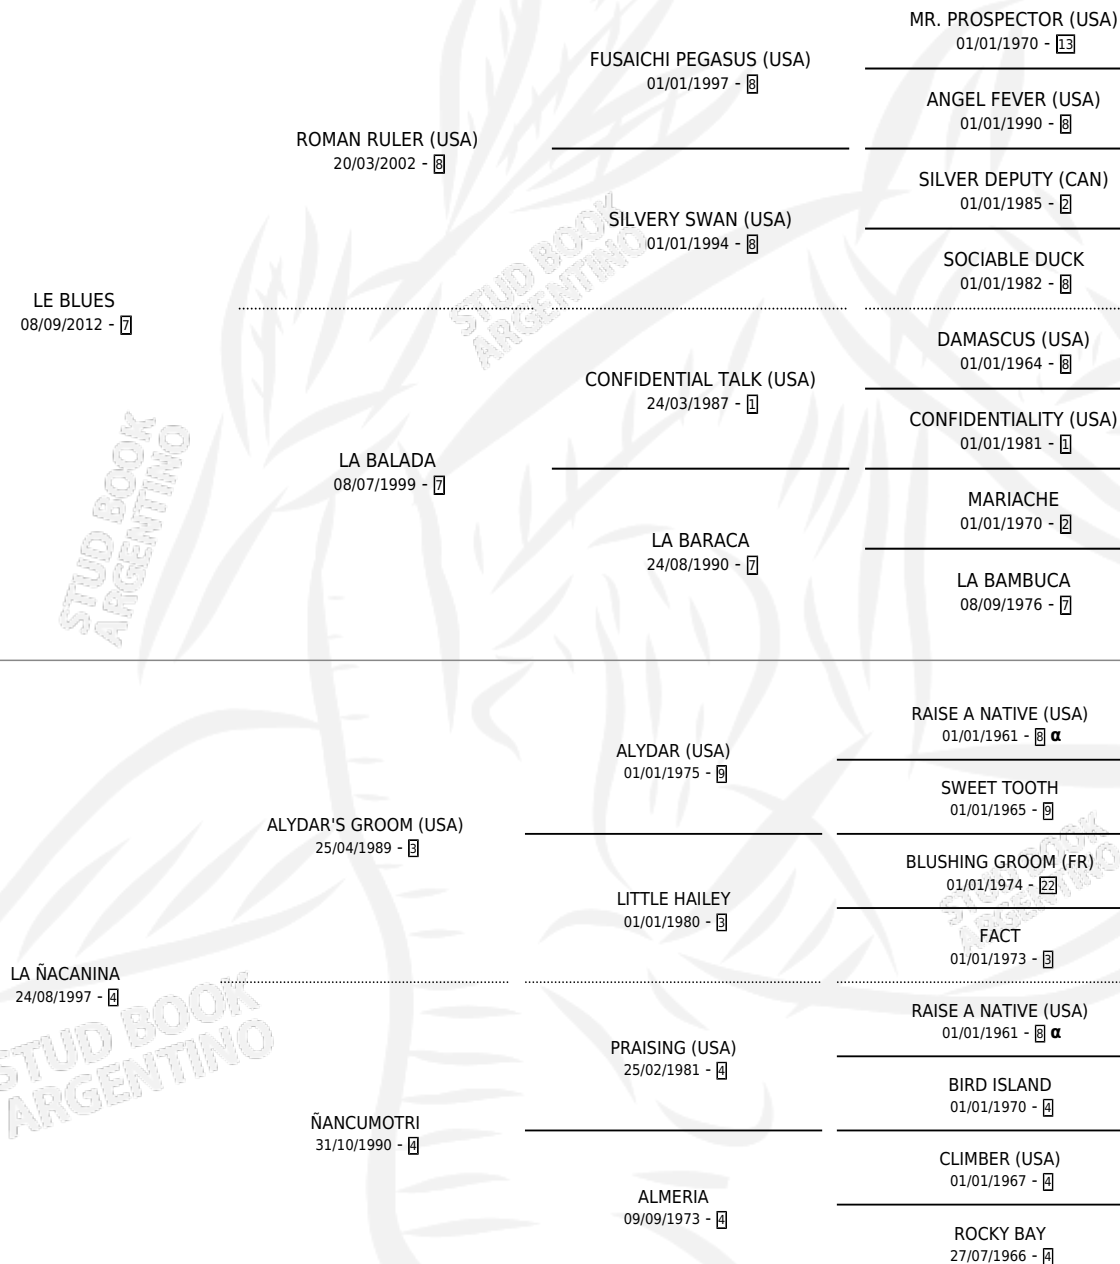 MR. PROSPECTOR (USA)
01/01/1970 - 13
FUSAICHI PEGASUS (USA)
01/01/1997 - 8
ANGEL FEVER (USA)
01/01/1990 - 8
ROMAN RULER (USA)
20/03/2002 - 8
SILVER DEPUTY (CAN)
01/01/1985 - 2
SILVERY SWAN (USA)
01/01/1994 - 8
SOCIABLE DUCK
01/01/1982 - 8
LE BLUES
08/09/2012 - 7
DAMASCUS (USA)
01/01/1964 - 8
CONFIDENTIAL TALK (USA)
24/03/1987 - 1
CONFIDENTIALITY (USA)
01/01/1981 - 1
LA BALADA
08/07/1999 - 7
MARIACHE
01/01/1970 - 2
LA BARACA
24/08/1990 - 7
LA BAMBUCA
08/09/1976 - 7
RAISE A NATIVE (USA)
01/01/1961 - 8 α
ALYDAR (USA)
01/01/1975 - 9
SWEET TOOTH
01/01/1965 - 9
ALYDAR'S GROOM (USA)
25/04/1989 - 3
BLUSHING GROOM (FR)
01/01/1974 - 22
LITTLE HAILEY
01/01/1980 - 3
FACT
01/01/1973 - 3
LA ÑACANINA
24/08/1997 - 4
RAISE A NATIVE (USA)
01/01/1961 - 8 α
PRAISING (USA)
25/02/1981 - 4
BIRD ISLAND
01/01/1970 - 4
ÑANCUMOTRI
31/10/1990 - 4
CLIMBER (USA)
01/01/1967 - 4
ALMERIA
09/09/1973 - 4
ROCKY BAY
27/07/1966 - 4
STUD BOOK
ARGENTINO
STUD BOOK
ARGENTINO
STUD BOOK
ARGENTINO
STUD BOOK
ARGENTINO